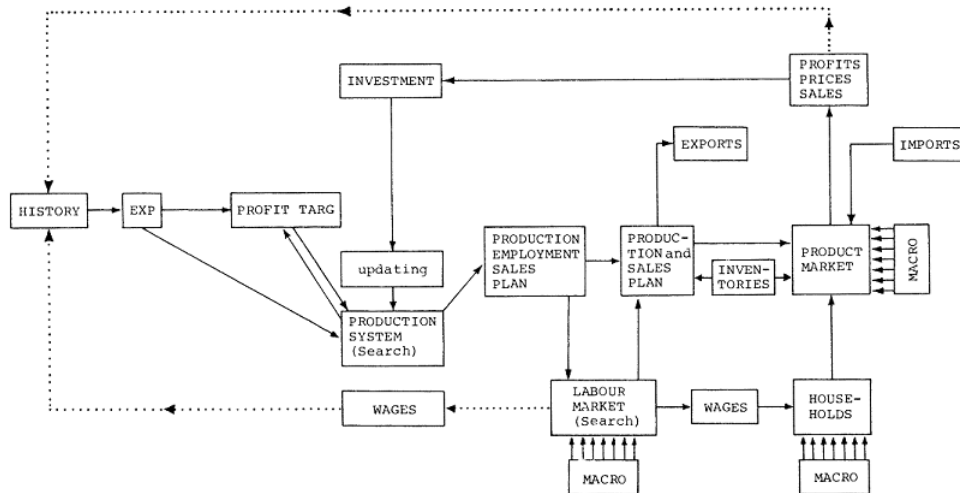 PROFITS
PRICES
SALES
INVESTMENT
EXPORTS
IMPORTS
HISTORY
EXP
PROFIT TARG
PRODUCTION
EMPLOYMENT
SALES
PLAN
PRODUC-
TION and
SALES
PLAN
INVEN-
TORIES
PRODUCT
MARKET
MACRO
updating
PRODUCTION
SYSTEM
(Search)
WAGES
LABOUR
MARKET
(Search)
WAGES
HOUSE-
HOLDS
MACRO
MACRO